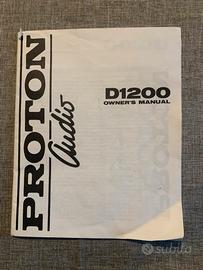 PROTON
audio
D1200
OWNER'S MANUAL
subito